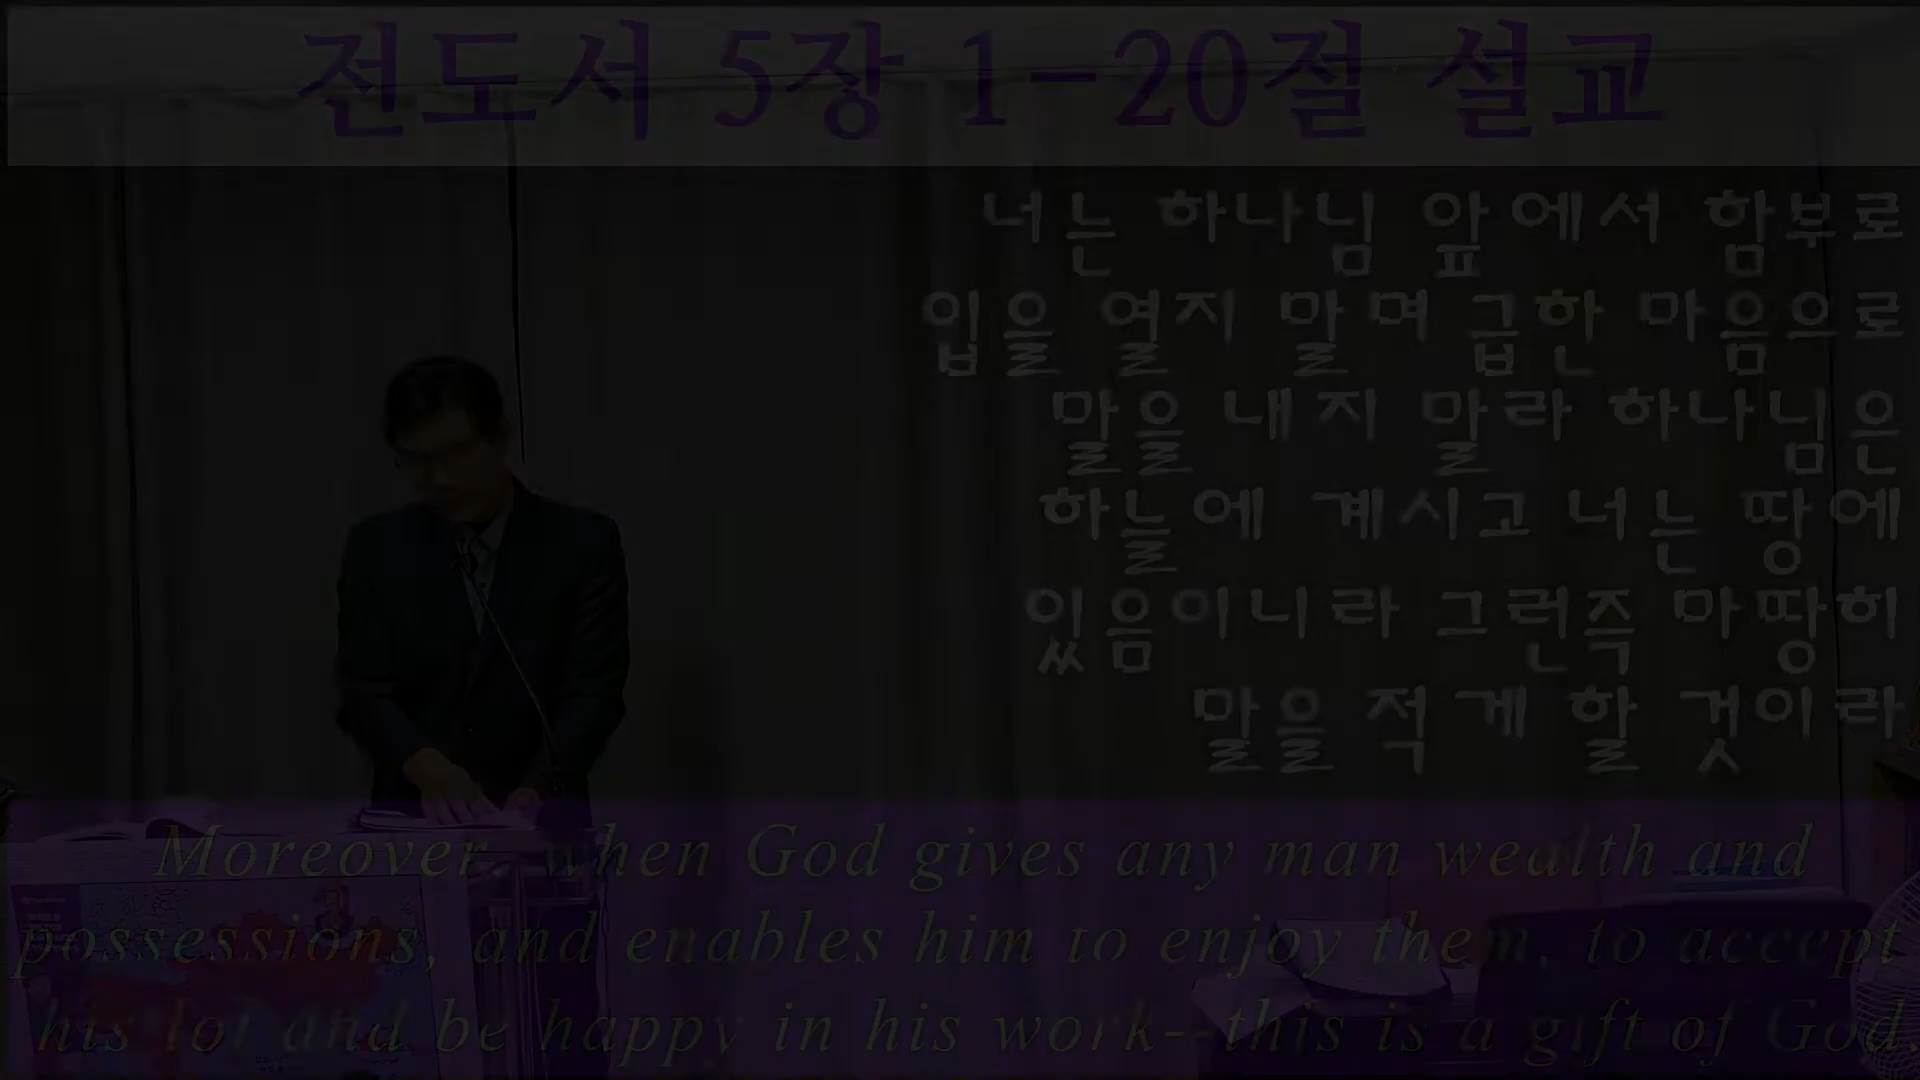 전도서 5장 1-20절 설교
너는 하나님 앞에서 함부로
입을 열지 말며 급한 마음으로
말을 내지 말라 하나님은
하늘에 계시고 너는 땅에
있음이니라 그런즉 마땅히
말을 적게 할 것이라
Moreover, when God gives any man wealth and
possessions, and enables him to enjoy them, to accept
his lot and be happy in his work--this is a gift of God.